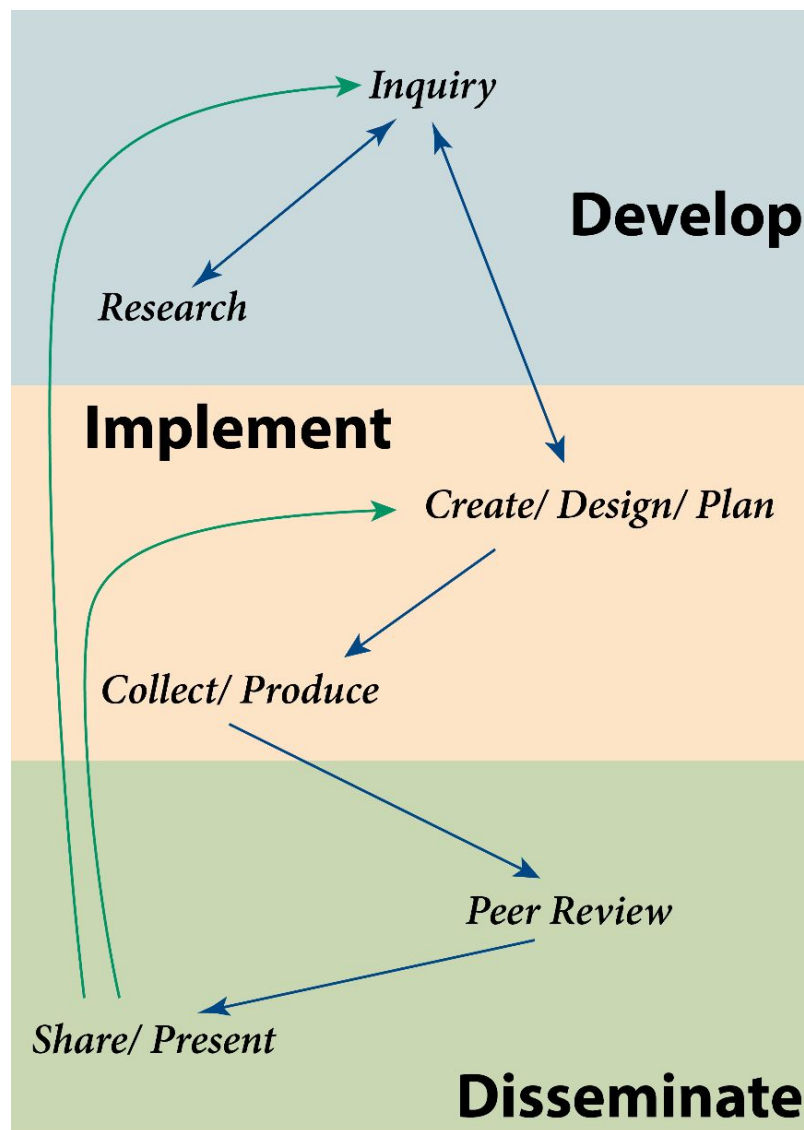 Inquiry
Develop
Research
Implement
Create/ Design/ Plan
Collect/ Produce
Peer Review
Share/ Present
Disseminate